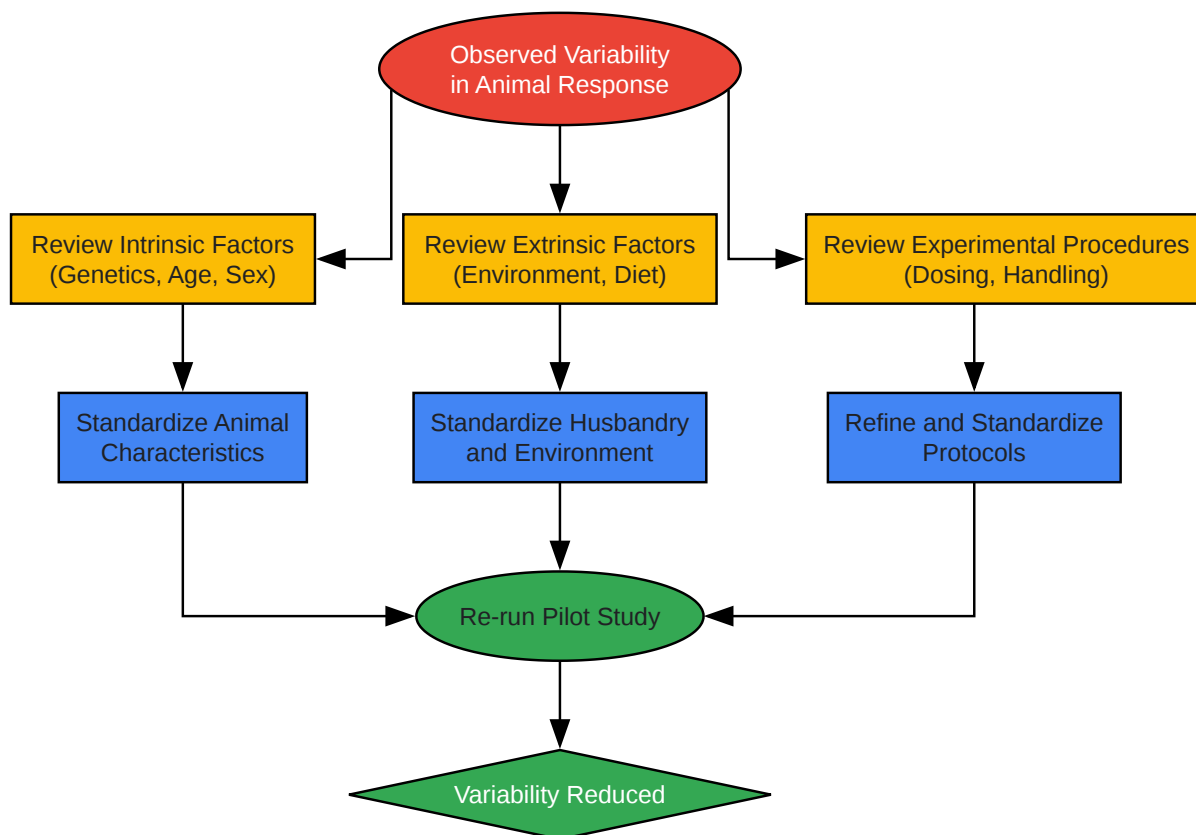 Observed Variability
in Animal Response
Review Intrinsic Factors
(Genetics, Age, Sex)
Review Extrinsic Factors
(Environment, Diet)
Review Experimental Procedures
(Dosing, Handling)
Standardize Animal
Characteristics
Standardize Husbandry
and Environment
Refine and Standardize
Protocols
Re-run Pilot Study
Variability Reduced